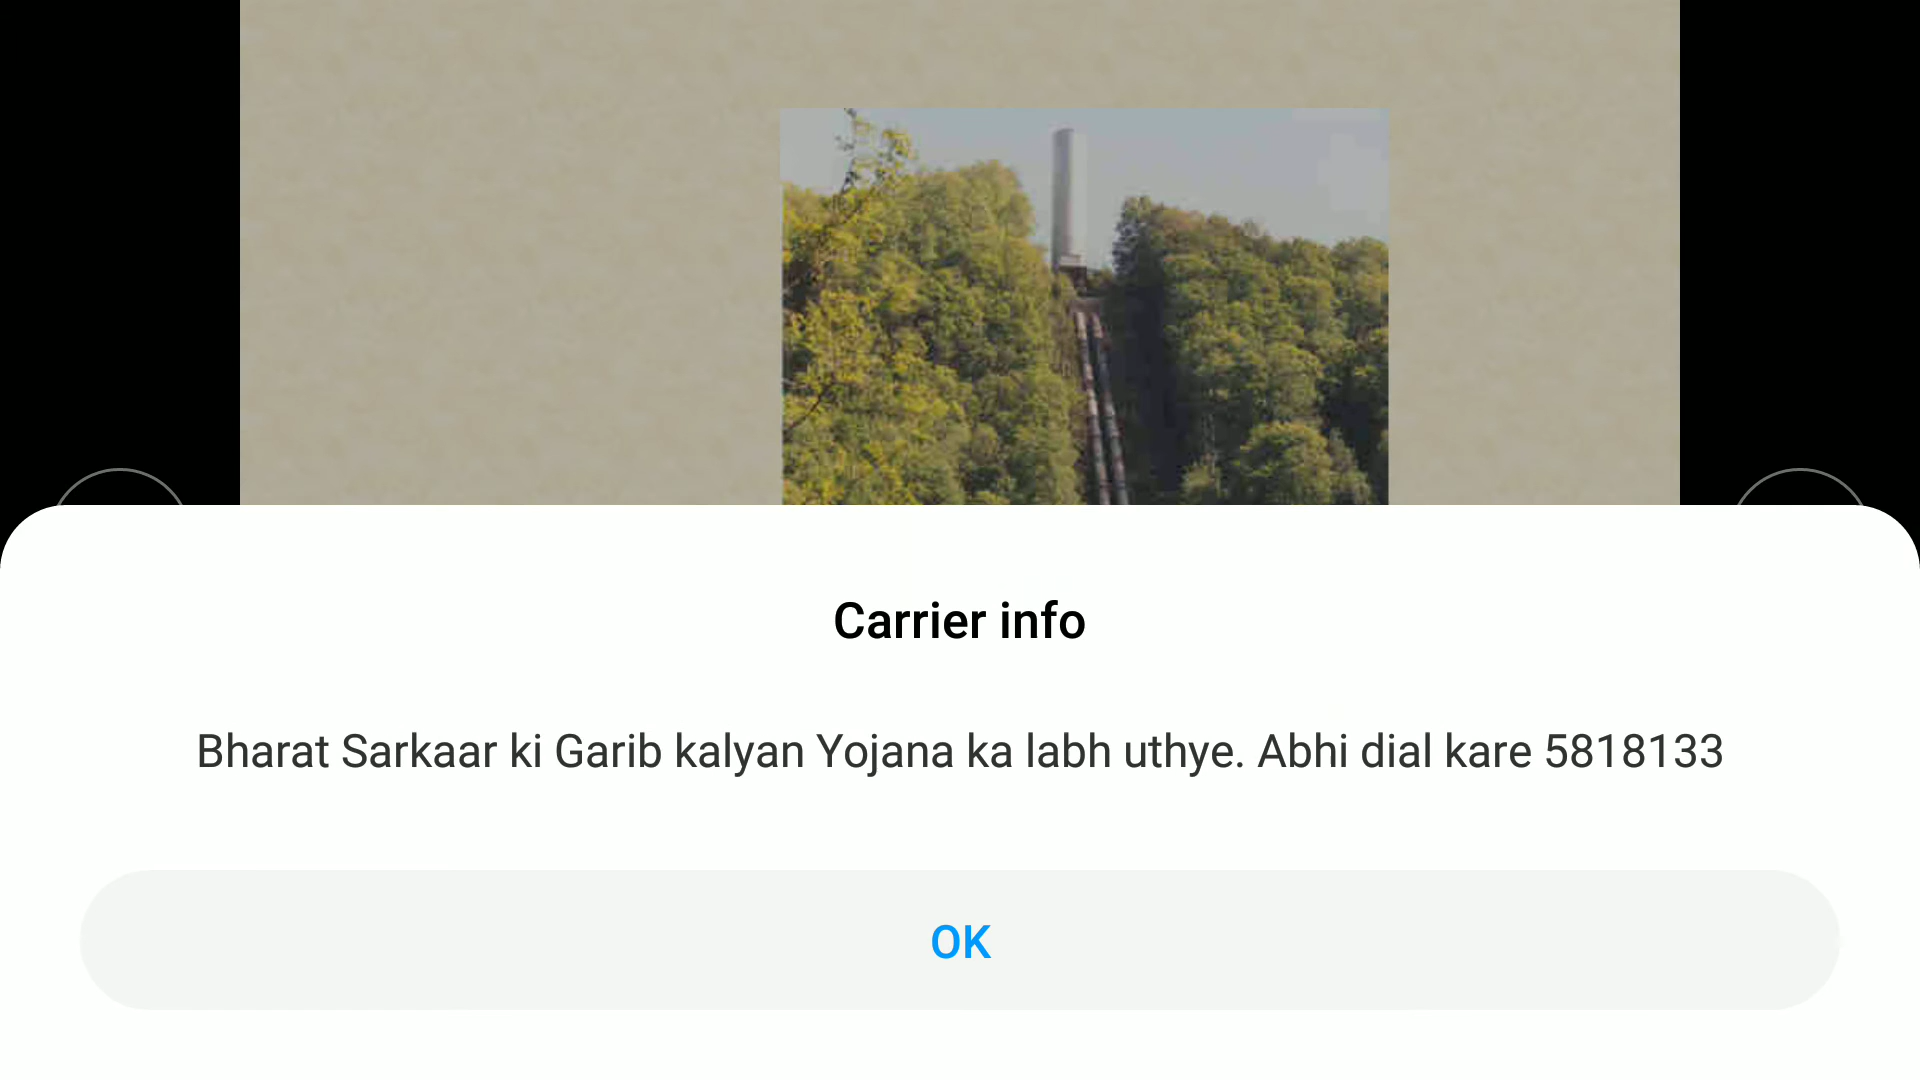 Carrier info
Bharat Sarkaar ki Garib kalyan Yojana ka labh uthye. Abhi dial kare 5818133
OK